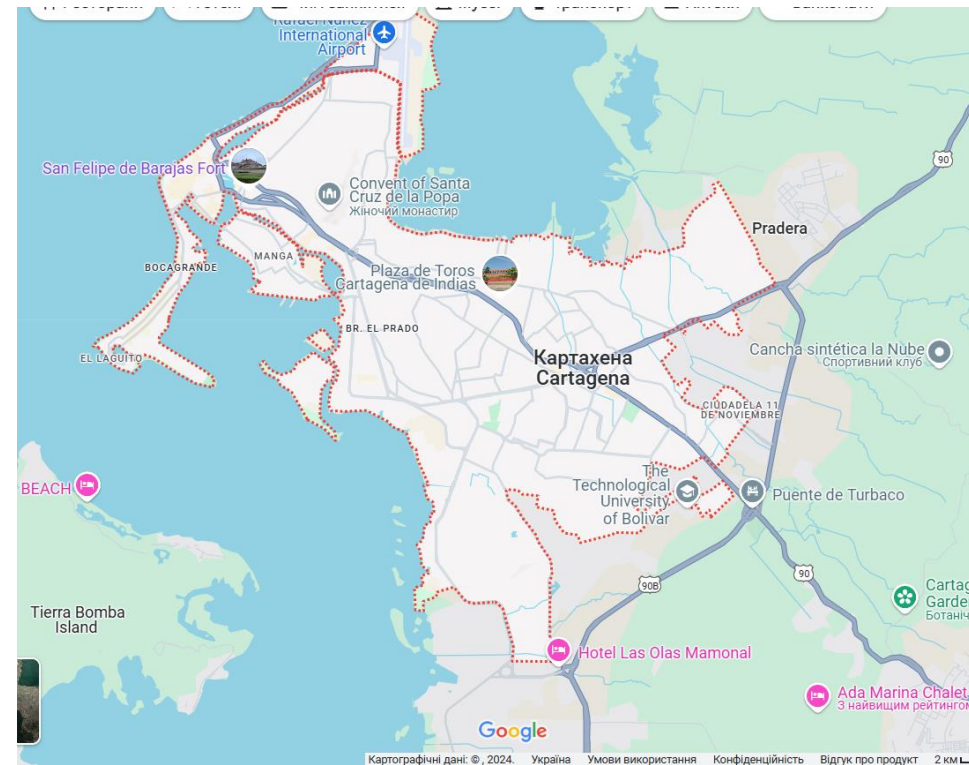 Rafael Núñez
International
Airport
San Felipe de Barajas Fort
Convent of Santa
Cruz de la Popa
Жіночий монастир
90
Pradera
MANGA
BOCAGRANDE
Plaza de Toros
Cartagena de Indias
BR. EL PRADO
EL LAGUITO
Картахена
Cartagena
Cancha sintética la Nube
Спортивний клуб
CIUDADELA 11
DE NOVIEMBRE
The
Technological
University
of Bolivar
BEACH
Puente de Turbaco
90
90B
Tierra Bomba
Island
Hotel Las Olas Mamonal
Ada Marina Chalet
З найвищим рейтингом
Google
Картографічні дані: © , 2024. Україна Умови використання Конфіденційність Відгук про продукт 2 км